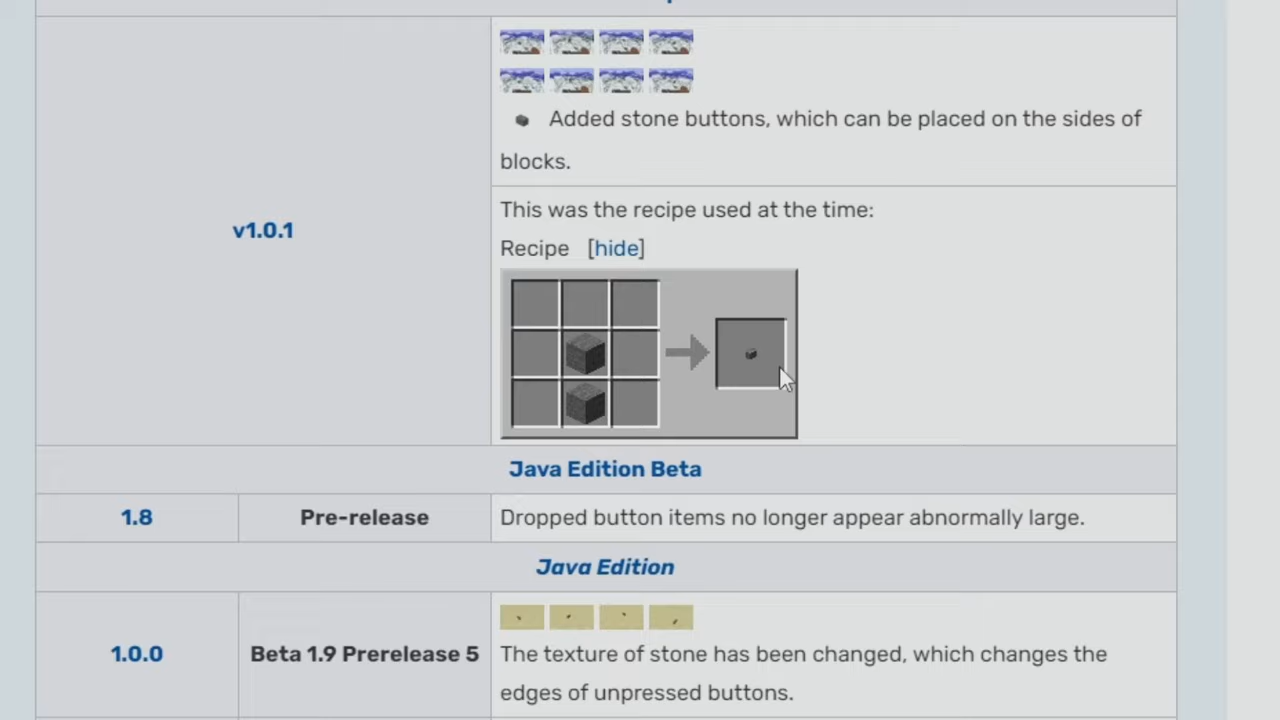 Added stone buttons, which can be placed on the sides of
blocks.
v1.0.1
This was the recipe used at the time:
Recipe [hide]
Java Edition Beta
1.8 Pre-release Dropped button items no longer appear abnormally large.
Java Edition
1.0.0 Beta 1.9 Prerelease 5 The texture of stone has been changed, which changes the
edges of unpressed buttons.